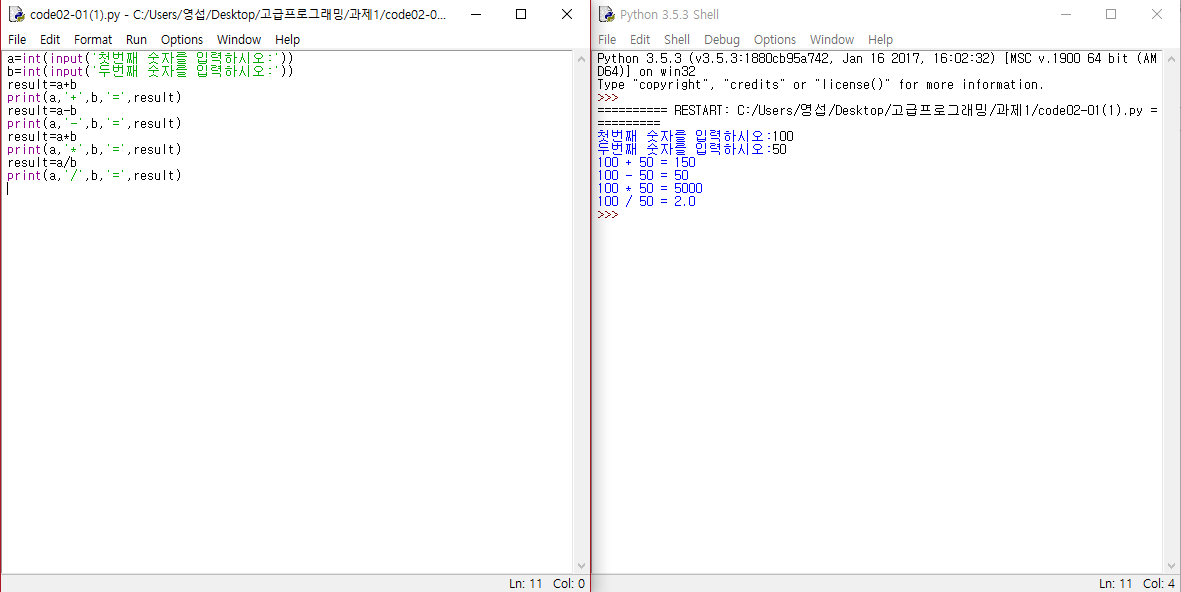 code02-01(1).py - C:/Users/영섭/Desktop/고급프로그래밍/과제1/code02-0...
File Edit Format Run Options Window Help
a=int(input('첫번째 숫자를 입력하시오:'))
b=int(input('두번째 숫자를 입력하시오:'))
result=a+b
print(a,'+',b,'=',result)
result=a-b
print(a,'-',b,'=',result)
result=a*b
print(a,'*',b,'=',result)
result=a/b
print(a,'/',b,'=',result)
Ln: 11 Col: 0
Python 3.5.3 Shell
File Edit Shell Debug Options Window Help
Python 3.5.3 (v3.5.3:1880cb95a742, Jan 16 2017, 16:02:32) [MSC v.1900 64 bit (AM
D64)] on win32
Type "copyright", "credits" or "license()" for more information.
>>>
========== RESTART: C:/Users/영섭/Desktop/고급프로그래밍/과제1/code02-01(1).py =
=========
첫번째 숫자를 입력하시오:100
두번째 숫자를 입력하시오:50
100 + 50 = 150
100 - 50 = 50
100 * 50 = 5000
100 / 50 = 2.0
>>>
Ln: 11 Col: 4